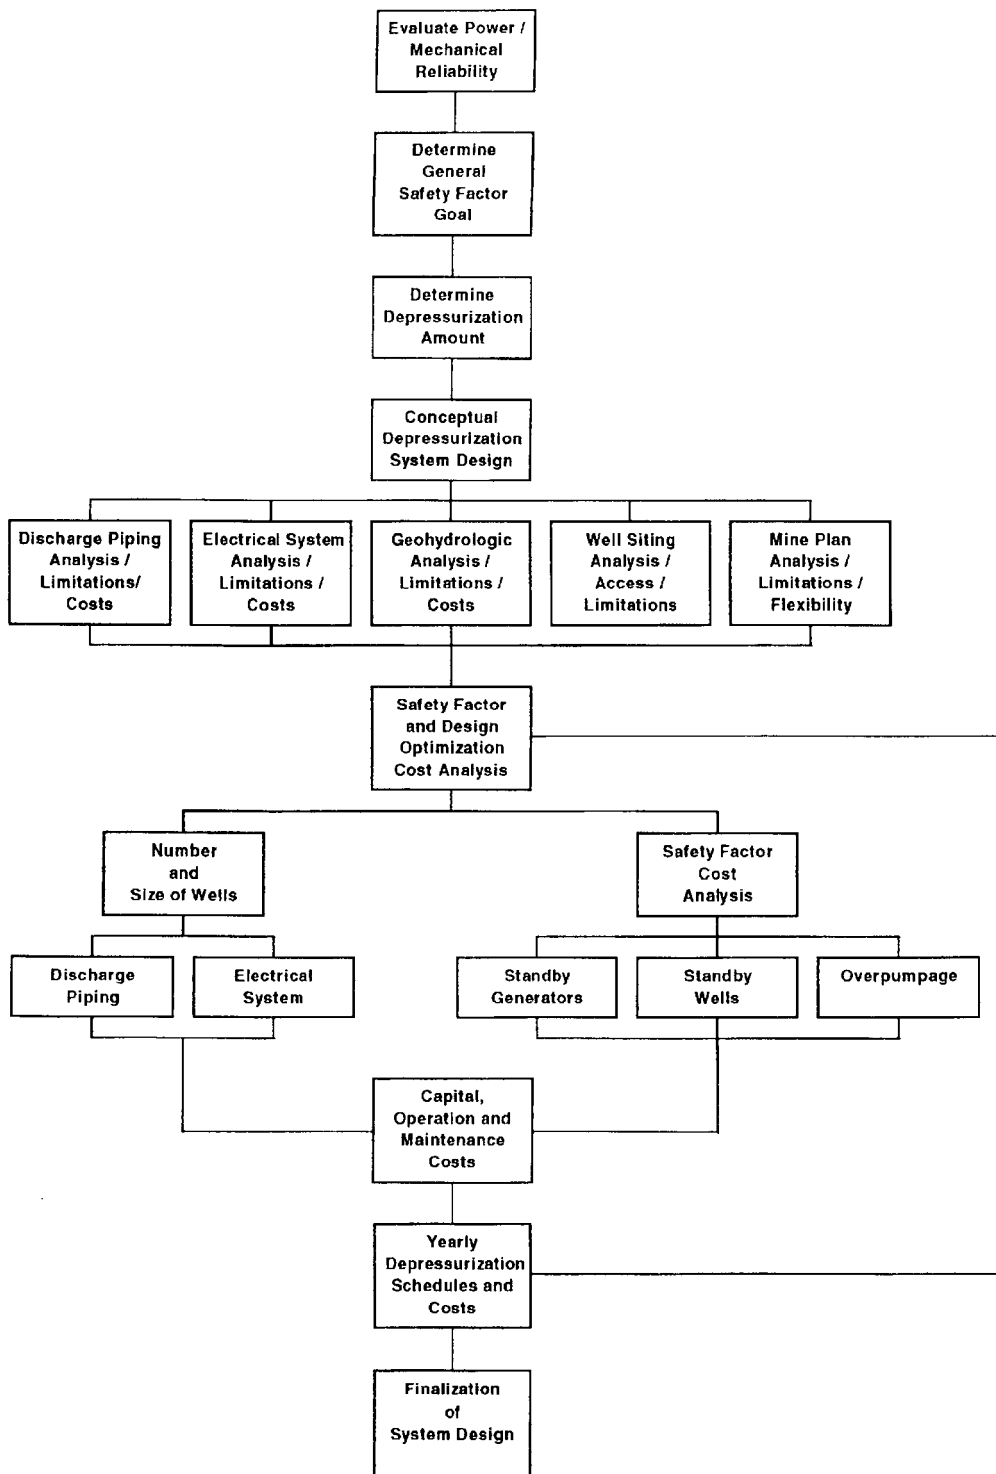 Evaluate Power /
Mechanical
Reliability
Determine
General
Safety Factor
Goal
Determine
Depressurization
Amount
Conceptual
Depressurization
System Design
Discharge Piping
Analysis /
Limitations/
Costs
Electrical System
Analysis /
Limitations /
Costs
Geohydrologic
Analysis /
Limitations /
Costs
Well Siting
Analysis /
Access /
Limitations
Mine Plan
Analysis /
Limitations /
Flexibility
Safety Factor
and Design
Optimization
Cost Analysis
Number
and
Size of Wells
Safety Factor
Cost
Analysis
Discharge
Piping
Electrical
System
Standby
Generators
Standby
Wells
Overpumpage
Capital,
Operation and
Maintenance
Costs
Yearly
Depressurization
Schedules and
Costs
Finalization
of
System Design